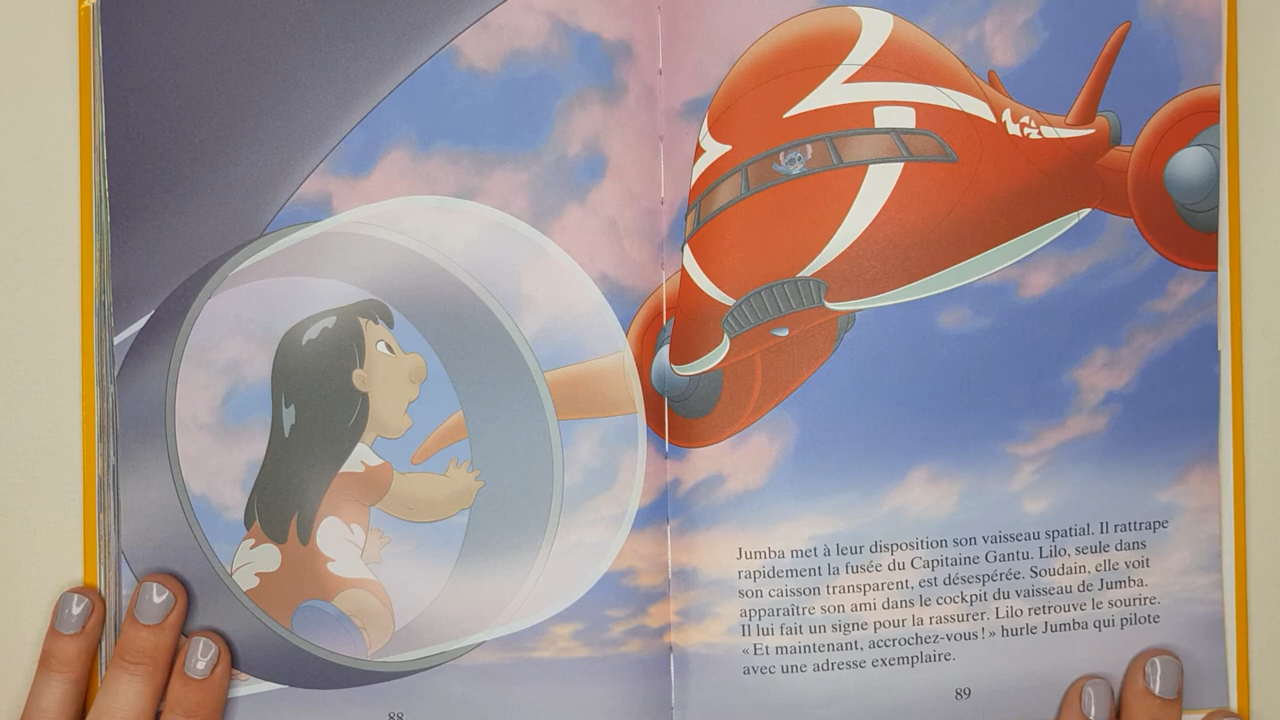 Jumba met à leur disposition son vaisseau spatial. Il rattrape
rapidement la fusée du Capitaine Gantu. Lilo, seule dans
son caisson transparent, est désespérée. Soudain, elle voit
apparaître son ami dans le cockpit du vaisseau de Jumba.
Il lui fait un signe pour la rassurer. Lilo retrouve le sourire.
« Et maintenant, accrochez-vous ! » hurle Jumba qui pilote
avec une adresse exemplaire.
88
89